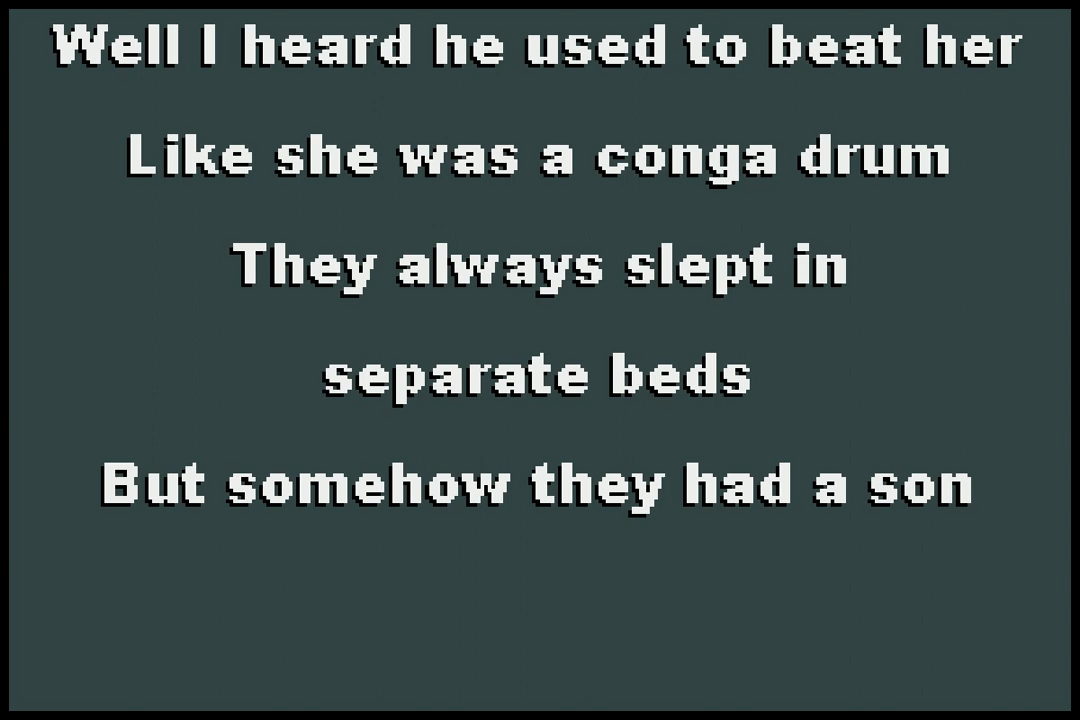 Well I heard he used to beat her
Like she was a conga drum
They always slept in
separate beds
But somehow they had a son